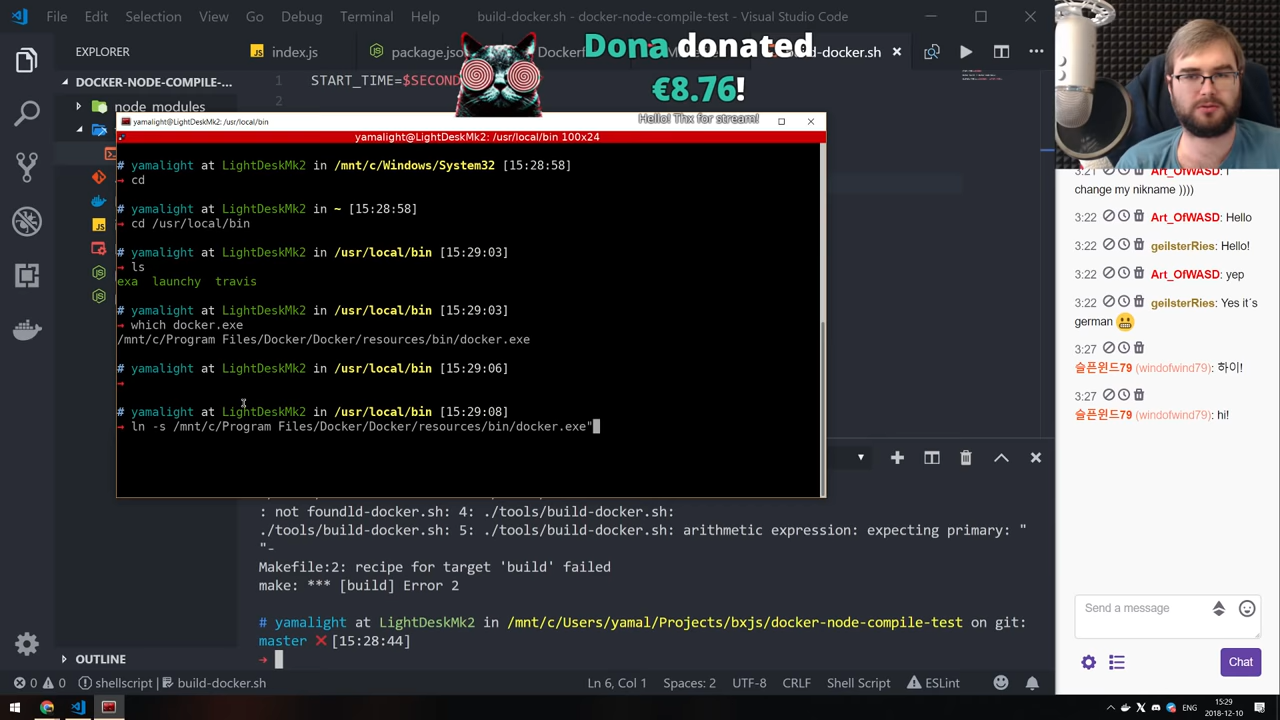 File Edit Selection View Go Debug Terminal Help
build-docker.sh - docker-node-compile-test - Visual Studio Code
EXPLORER
index.js
-docker.sh
DOCKER-NODE-COMPILE-...
node_modules
1 START_TIME=$SECOND
2
Dona donated
€8.76!
Hello! Thx for stream!
yamalight@LightDeskMk2: /usr/local/bin
yamalight@LightDeskMk2: /usr/local/bin 100x24
# yamalight at LightDeskMk2 in /mnt/c/Windows/System32 [15:28:58]
→ cd
# yamalight at LightDeskMk2 in ~ [15:28:58]
→ cd /usr/local/bin
# yamalight at LightDeskMk2 in /usr/local/bin [15:29:03]
→ ls
exa launchy travis
# yamalight at LightDeskMk2 in /usr/local/bin [15:29:03]
→ which docker.exe
/mnt/c/Program Files/Docker/Docker/resources/bin/docker.exe
# yamalight at LightDeskMk2 in /usr/local/bin [15:29:06]
→
# yamalight at LightDeskMk2 in /usr/local/bin [15:29:08]
→ ln -s /mnt/c/Program Files/Docker/Docker/resources/bin/docker.exe"
: not foundld-docker.sh: 4: ./tools/build-docker.sh:
./tools/build-docker.sh: 5: ./tools/build-docker.sh: arithmetic expression: expecting primary: "
"-
Makefile:2: recipe for target 'build' failed
make: *** [build] Error 2
# yamalight at LightDeskMk2 in /mnt/c/Users/yamal/Projects/bxjs/docker-node-compile-test on git:
master ❌ [15:28:44]
→
OUTLINE
0 0 shellscript | build-docker.sh
Ln 6, Col 1 Spaces: 2 UTF-8 CRLF Shell Script ESLint
3:21 Art_OfWASD: I
change my nikname ))))
3:22 Art_OfWASD: Hello
3:22 geilsterRies: Hello!
3:22 Art_OfWASD: yep
3:22 geilsterRies: Yes it´s
german 😬
3:27
슬픈윈드79 (windofwind79): 하이!
3:27
슬픈윈드79 (windofwind79): hi!
Send a message
Chat
ENG
15:29
2018-12-10